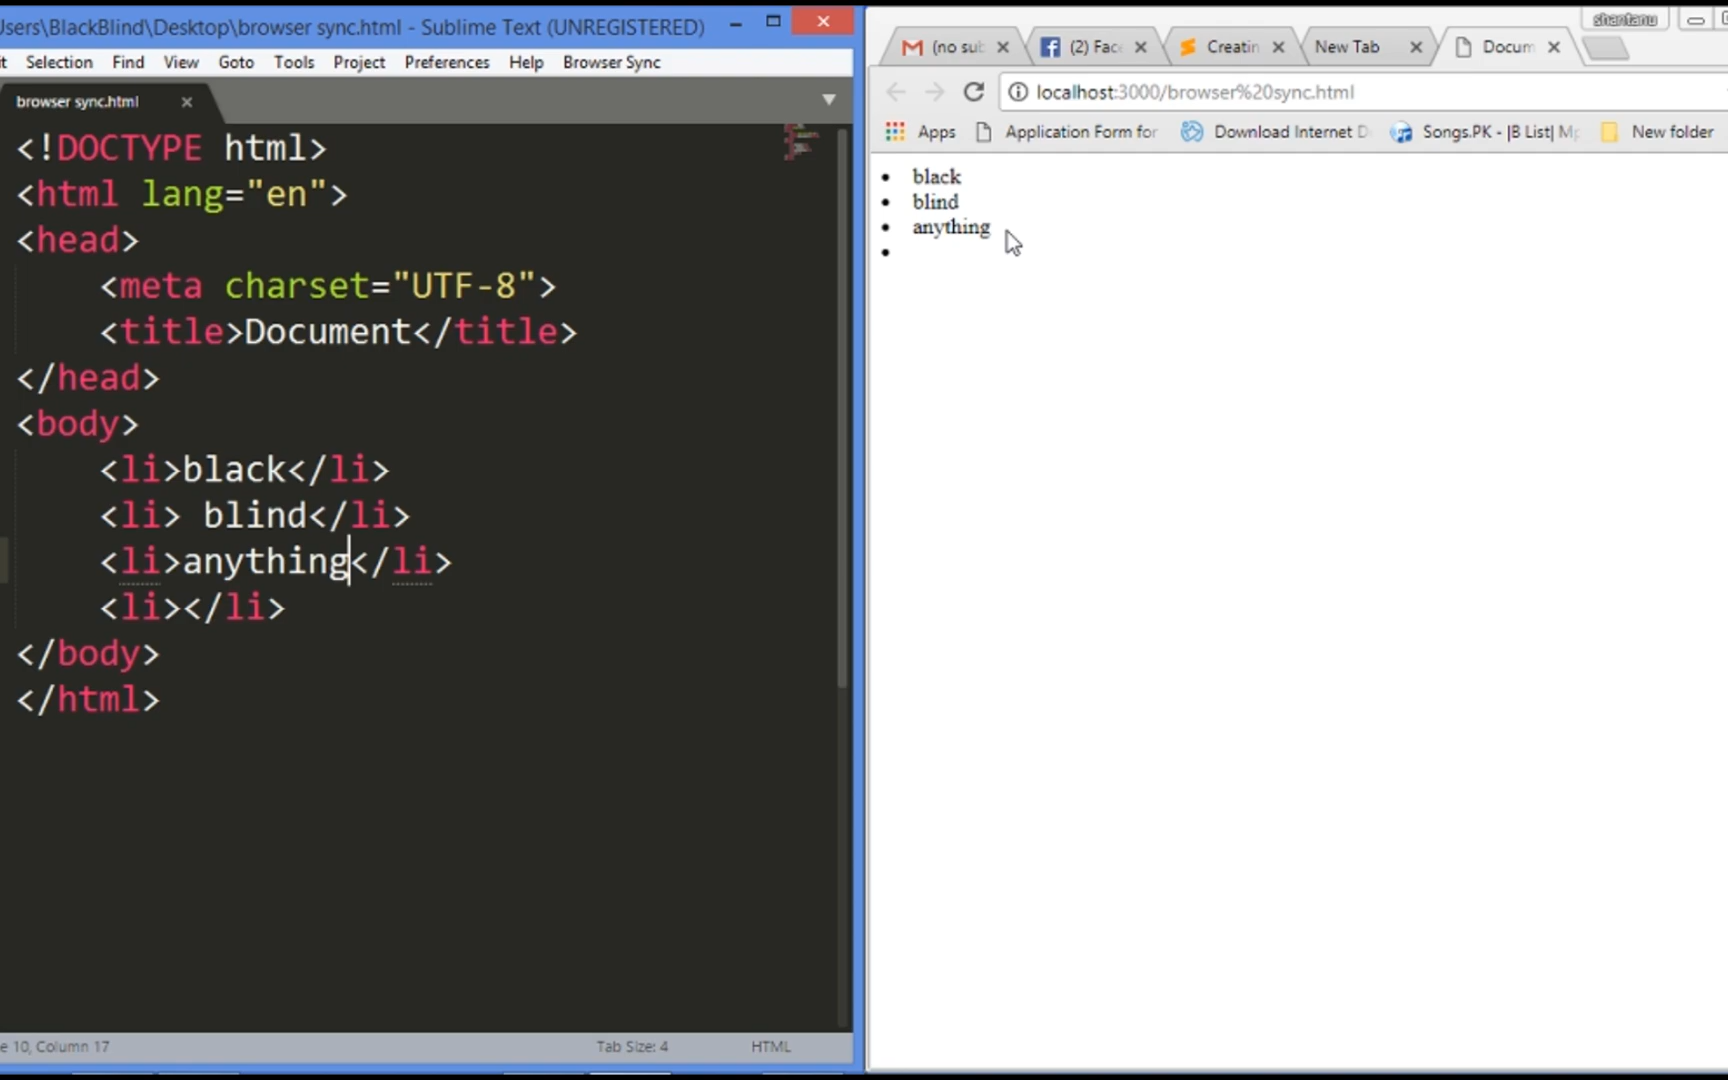 Users\BlackBlind\Desktop\browser sync.html - Sublime Text (UNREGISTERED)
Selection Find View Goto Tools Project Preferences Help Browser Sync
browser sync.html
<!DOCTYPE html>
<html lang="en">
<head>
<meta charset="UTF-8">
<title>Document</title>
</head>
<body>
<li>black</li>
<li> blind</li>
<li>anything</li>
<li></li>
</body>
</html>
e 10, Column 17
Tab Size: 4
HTML
shantanu
(no sub
(2) Face
Creatin
New Tab
Docum
localhost:3000/browser%20sync.html
Apps
Application Form for
Download Internet D
Songs.PK - |B List| Mp
New folder
black
blind
anything